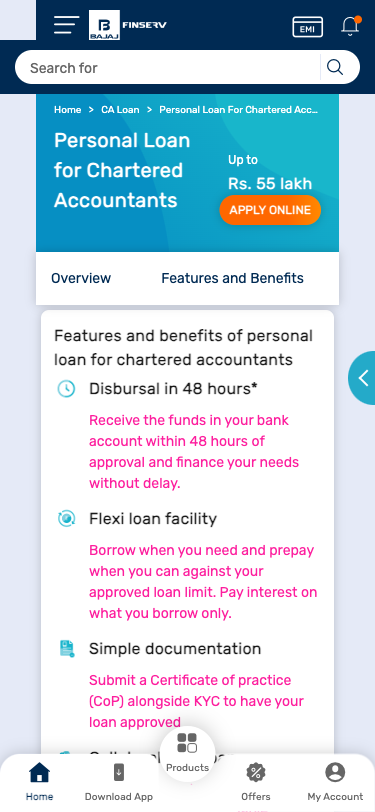 BAJAJ FINSERV
EMI
Search for
Home > CA Loan > Personal Loan For Chartered Acc...
Personal Loan
for Chartered
Accountants
Up to
Rs. 55 lakh
APPLY ONLINE
Overview
Features and Benefits
Features and benefits of personal
loan for chartered accountants
Disbursal in 48 hours*
Receive the funds in your bank
account within 48 hours of
approval and finance your needs
without delay.
Flexi loan facility
Borrow when you need and prepay
when you can against your
approved loan limit. Pay interest on
what you borrow only.
Simple documentation
Submit a Certificate of practice
(CoP) alongside KYC to have your
loan approved
Home
Download App
Products
Offers
My Account